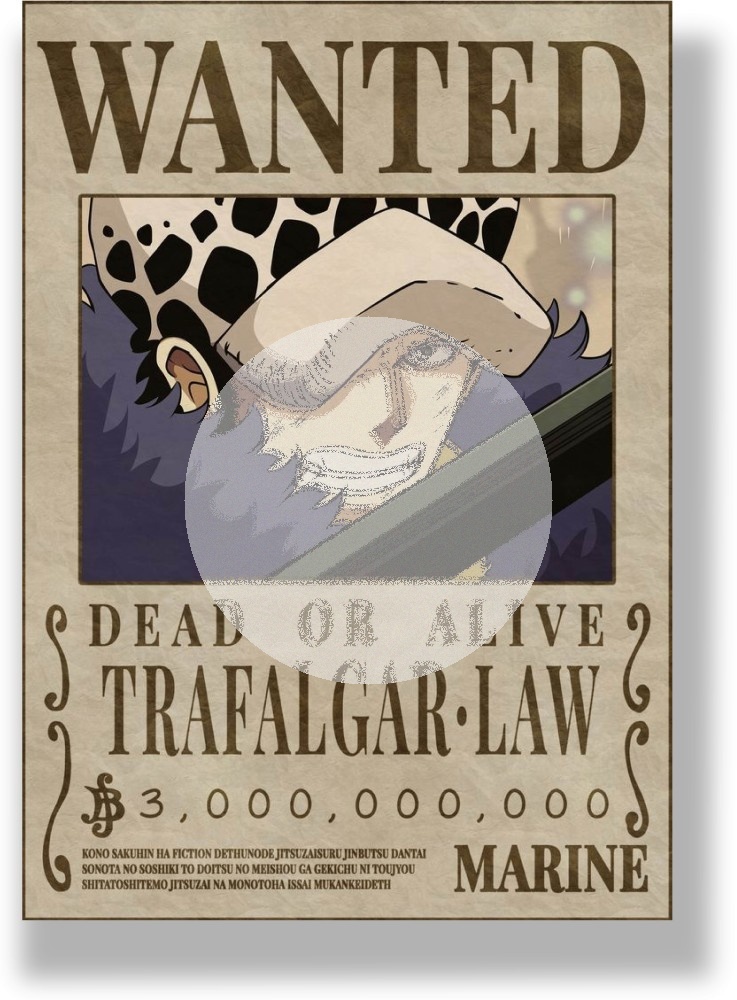 WANTED
DEAD OR ALIVE
TRAFALGAR·LAW
3,000,000,000
KONO SAKUHIN HA FICTION DETHUNODE JITSUZAISURU JINBUTSU DANTAI
SONOTA NO SOSHIKI TO DOITSU NO MEISHOU GA GEKICHU NI TOUJYOU
SHITATOSHITEMO JITSUZAI NA MONOTOHA ISSAI MUKANKEIDETH
MARINE